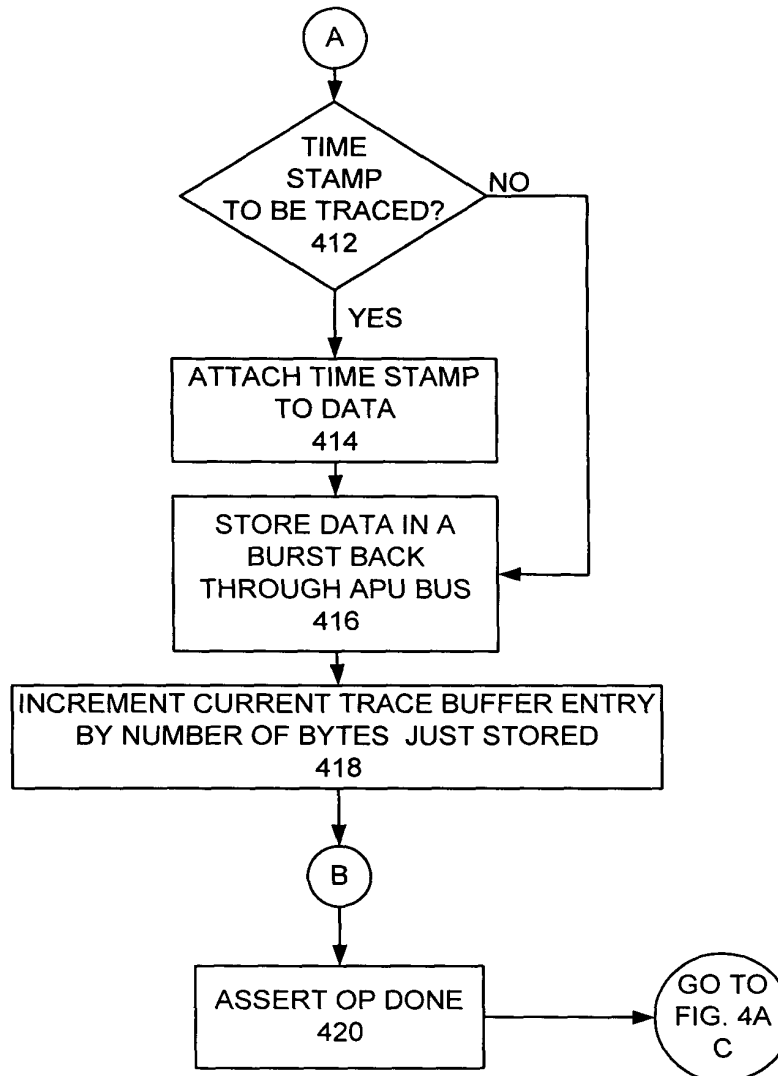 A
TIME
STAMP
TO BE TRACED?
412
NO
YES
ATTACH TIME STAMP
TO DATA
414
STORE DATA IN A
BURST BACK
THROUGH APU BUS
416
INCREMENT CURRENT TRACE BUFFER ENTRY
BY NUMBER OF BYTES JUST STORED
418
B
ASSERT OP DONE
420
GO TO
FIG. 4A
C